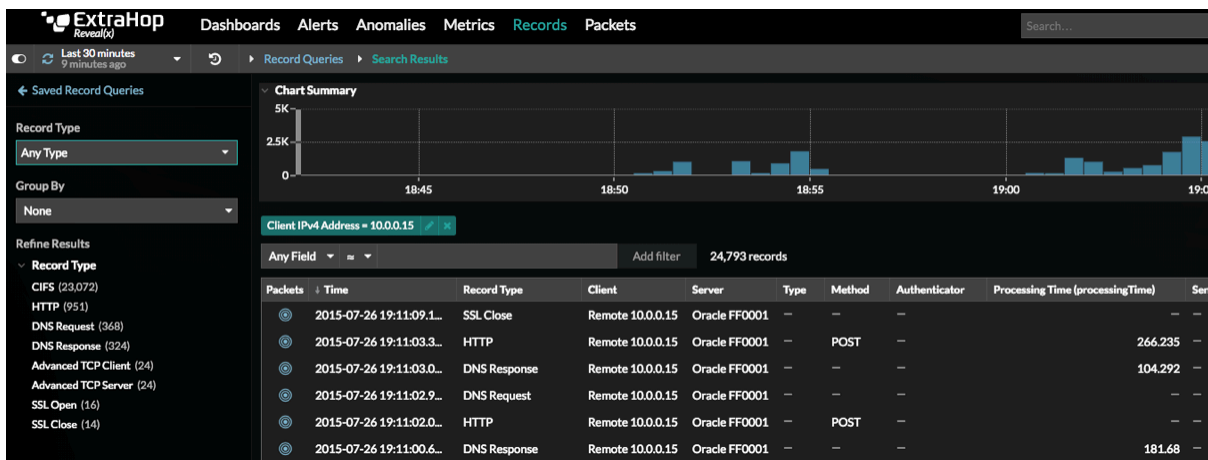 ExtraHop
Reveal(x)
Dashboards Alerts Anomalies Metrics Records Packets
Search...
Last 30 minutes
9 minutes ago
Record Queries Search Results
Saved Record Queries
Record Type
Any Type
Group By
None
Refine Results
Record Type
CIFS (23,072)
HTTP (951)
DNS Request (368)
DNS Response (324)
Advanced TCP Client (24)
Advanced TCP Server (24)
SSL Open (16)
SSL Close (14)
Chart Summary
5K
2.5K
0
18:45 18:50 18:55 19:00 19:0
Client IPv4 Address = 10.0.0.15
Any Field ≈ Add filter 24,793 records
Packets ↓ Time Record Type Client Server Type Method Authenticator Processing Time (processingTime) Ser
2015-07-26 19:11:09.1... SSL Close Remote 10.0.0.15 Oracle FF0001 — — — — —
2015-07-26 19:11:03.3... HTTP Remote 10.0.0.15 Oracle FF0001 — POST — 266.235 —
2015-07-26 19:11:03.0... DNS Response Remote 10.0.0.15 Oracle FF0001 — — — 104.292 —
2015-07-26 19:11:02.9... DNS Request Remote 10.0.0.15 Oracle FF0001 — — — — —
2015-07-26 19:11:02.0... HTTP Remote 10.0.0.15 Oracle FF0001 — POST — — —
2015-07-26 19:11:00.6... DNS Response Remote 10.0.0.15 Oracle FF0001 — — — 181.68 —